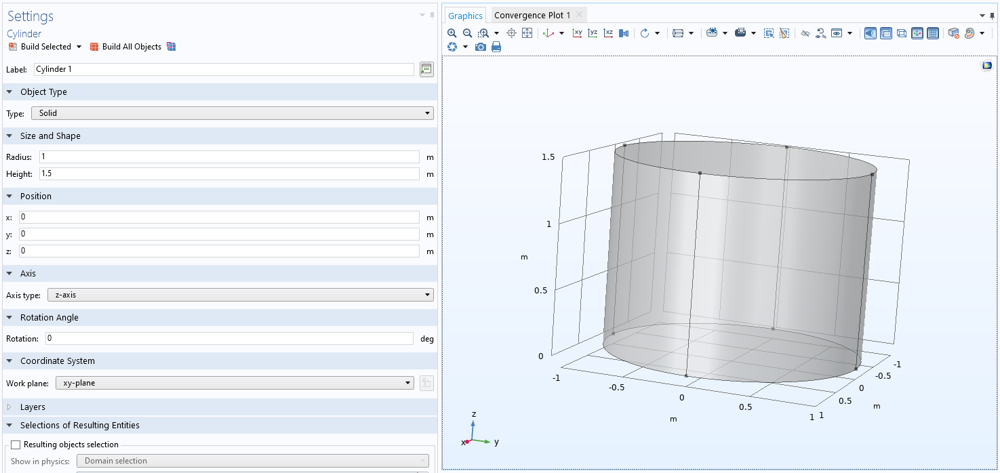 Settings
Cylinder
Build Selected Build All Objects
Label: Cylinder 1
Object Type
Type: Solid
Size and Shape
Radius: 1 m
Height: 1.5 m
Position
x: 0 m
y: 0 m
z: 0 m
Axis
Axis type: z-axis
Rotation Angle
Rotation: 0 deg
Coordinate System
Work plane: xy-plane
Layers
Selections of Resulting Entities
Resulting objects selection
Show in physics: Domain selection
Graphics Convergence Plot 1
xy yz xz
1.5
1
m
0.5
0
-1
-0.5
0
0.5
1
m
-1
-0.5
0
0.5
1
m
z
x
y